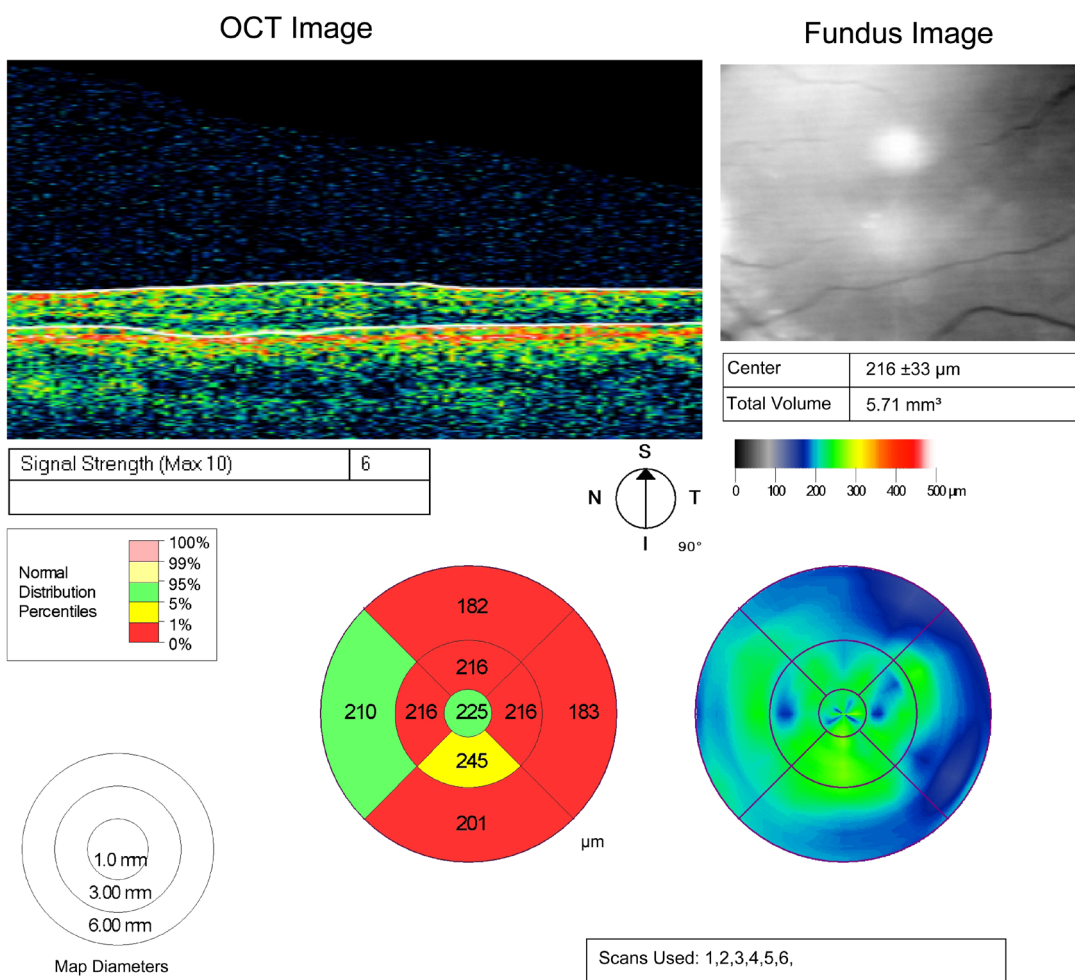 OCT Image
Fundus Image
Center 216 ±33 µm
Total Volume 5.71 mm³
Signal Strength (Max 10) 6
S
N T
I 90°
0 100 200 300 400 500 µm
100%
99%
95%
5%
1%
0%
Normal
Distribution
Percentiles
182
216
210 216 225 216 183
245
201
µm
1.0 mm
3.00 mm
6.00 mm
Map Diameters
Scans Used: 1,2,3,4,5,6,